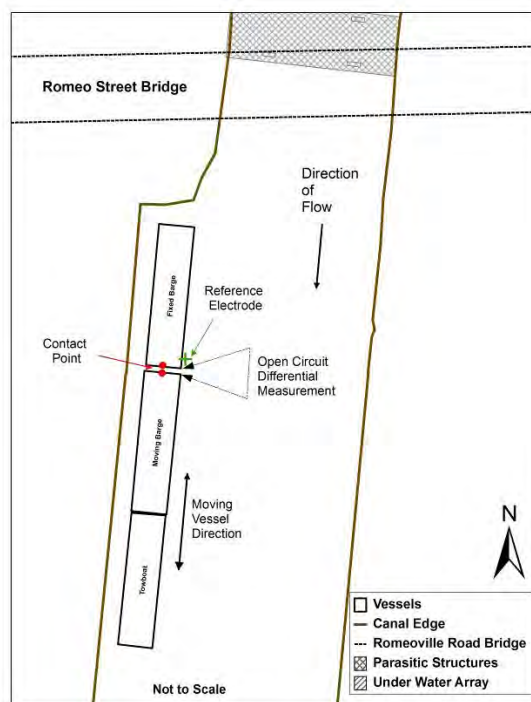 Romeo Street Bridge
Direction
of
Flow
Fixed Barge
Reference
Electrode
Contact
Point
Open Circuit
Differential
Measurement
Moving Barge
Moving
Vessel
Direction
Towboat
N
Vessels
Canal Edge
Romeoville Road Bridge
Parasitic Structures
Under Water Array
Not to Scale